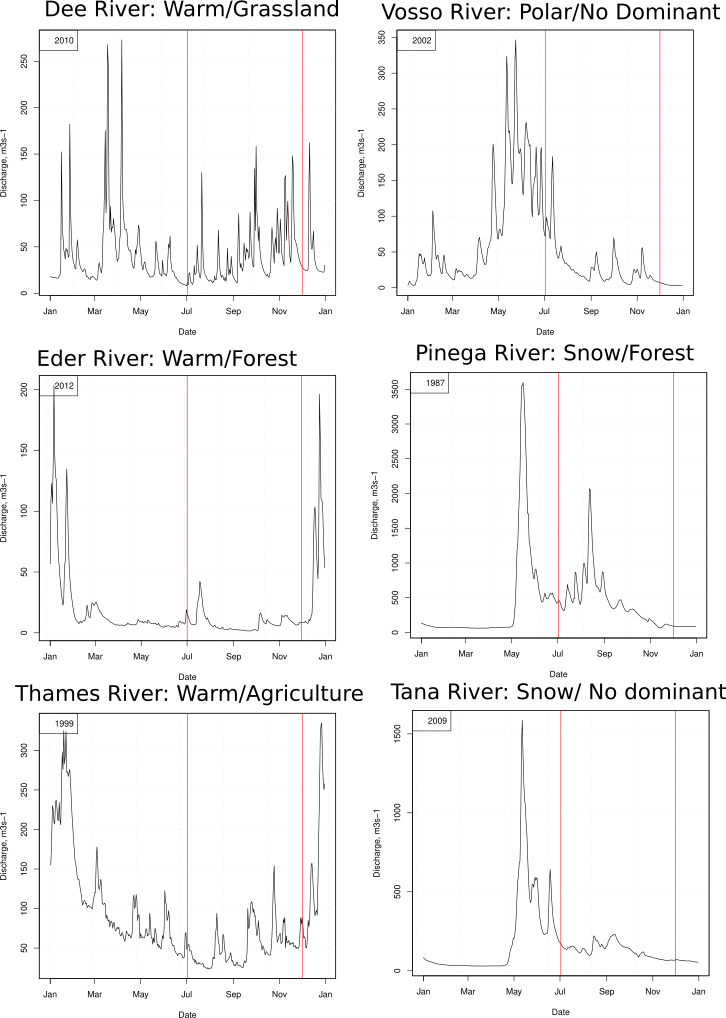 Dee River: Warm/Grassland
2010
250
200
150
100
50
0
Discharge, m3s−1
Jan Mar May Jul Sep Nov Jan
Date
Vosso River: Polar/No Dominant
2002
350
300
250
200
150
100
50
0
Discharge, m3s−1
Jan Mar May Jul Sep Nov Jan
Date
Eder River: Warm/Forest
2012
200
150
100
50
0
Discharge, m3s−1
Jan Mar May Jul Sep Nov Jan
Date
Pinega River: Snow/Forest
1987
3500
3000
2500
2000
1500
1000
500
0
Discharge, m3s−1
Jan Mar May Jul Sep Nov Jan
Date
Thames River: Warm/Agriculture
1999
300
250
200
150
100
50
Discharge, m3s−1
Jan Mar May Jul Sep Nov Jan
Date
Tana River: Snow/ No dominant
2009
1500
1000
500
0
Discharge, m3s−1
Jan Mar May Jul Sep Nov Jan
Date